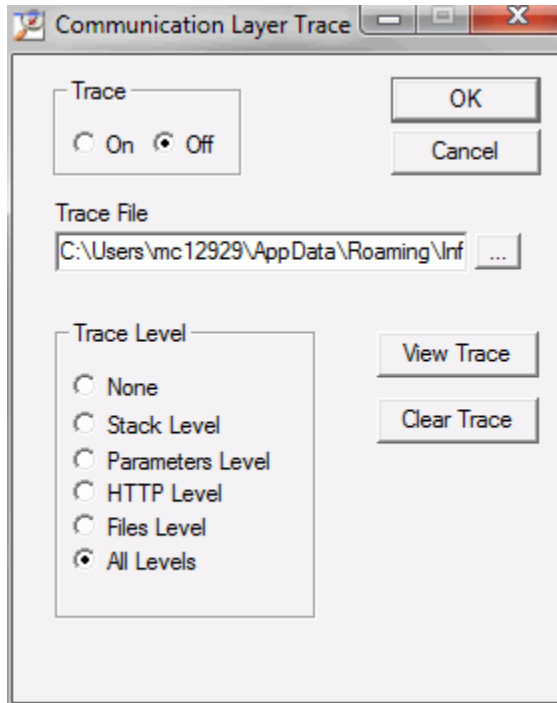 Communication Layer Trace
Trace
On Off
OK
Cancel
Trace File
C:\Users\mc12929\AppData\Roaming\Inf
...
Trace Level
None
Stack Level
Parameters Level
HTTP Level
Files Level
All Levels
View Trace
Clear Trace